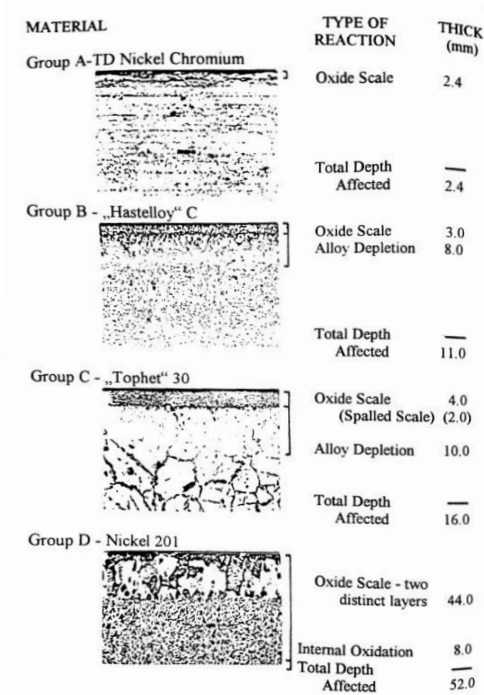 MATERIAL
TYPE OF
REACTION
THICK
(mm)
Group A-TD Nickel Chromium
Oxide Scale 2.4
Total Depth —
Affected 2.4
Group B - „Hastelloy“ C
Oxide Scale 3.0
Alloy Depletion 8.0
Total Depth —
Affected 11.0
Group C - „Tophet“ 30
Oxide Scale 4.0
(Spalled Scale) (2.0)
Alloy Depletion 10.0
Total Depth —
Affected 16.0
Group D - Nickel 201
Oxide Scale - two
distinct layers 44.0
Internal Oxidation 8.0
Total Depth —
Affected 52.0